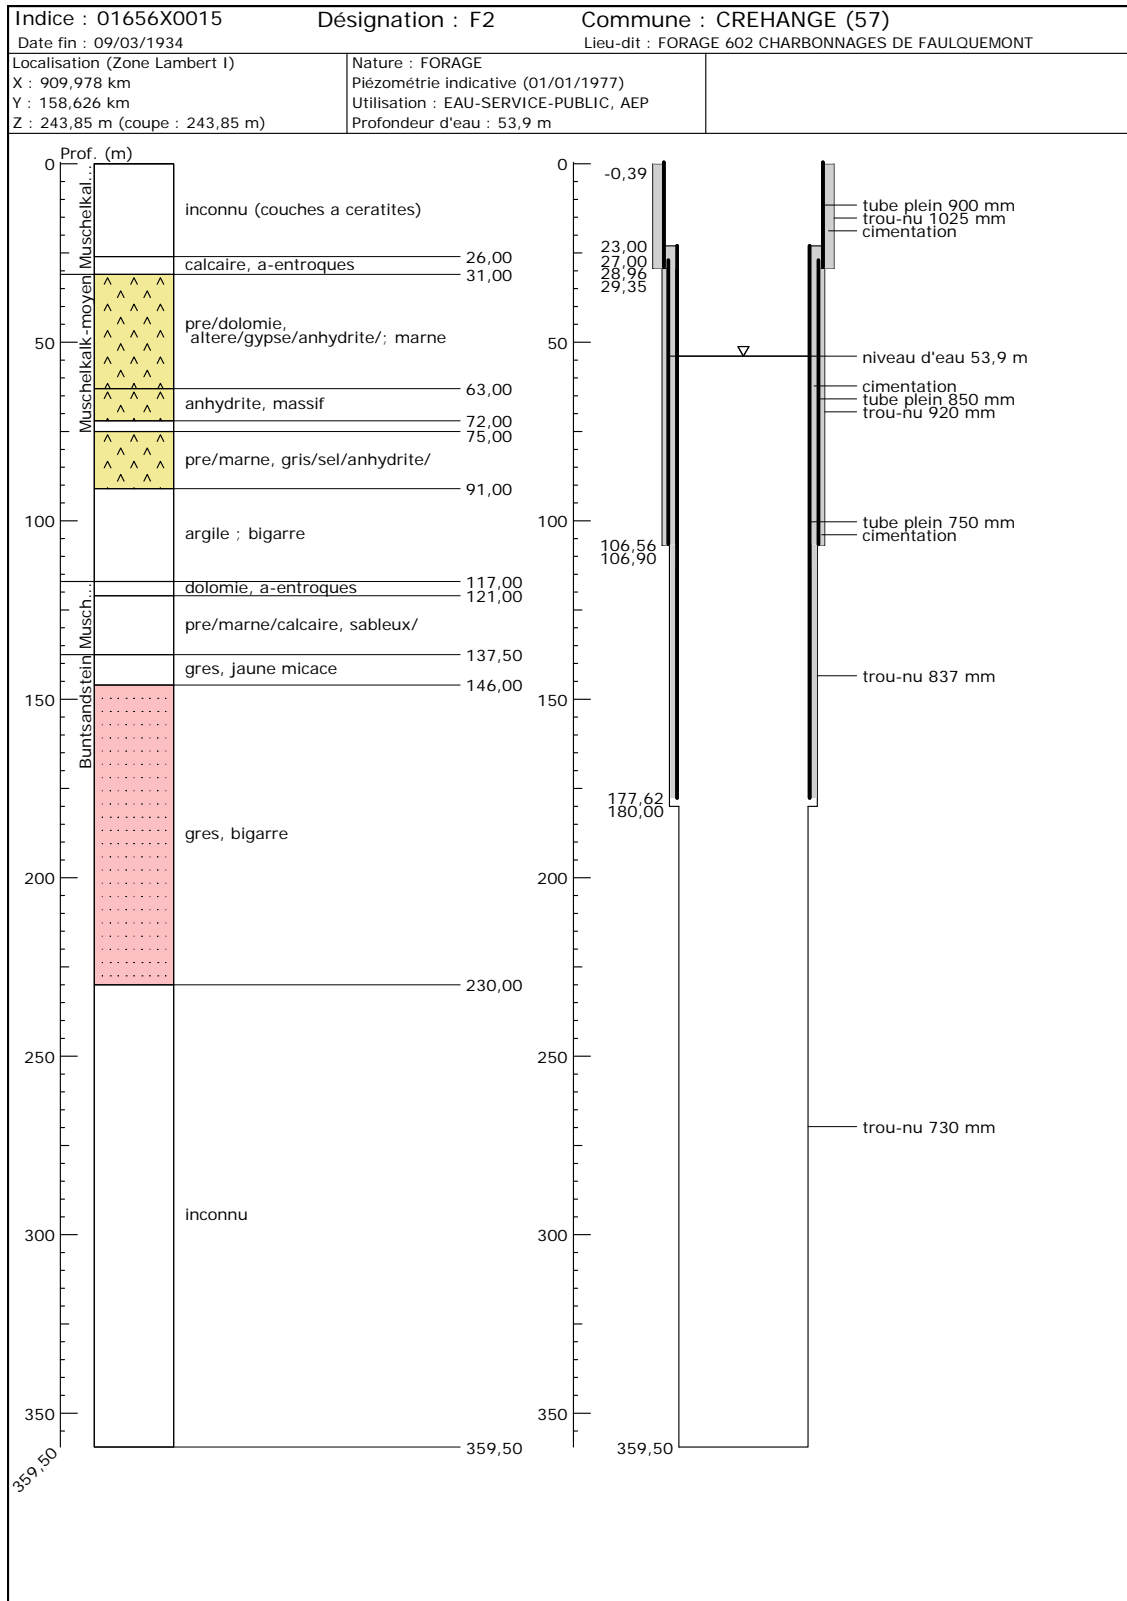 Indice : 01656X0015 Désignation : F2 Commune : CREHANGE (57)
Date fin : 09/03/1934 Lieu-dit : FORAGE 602 CHARBONNAGES DE FAULQUEMONT
Localisation (Zone Lambert I)
X : 909,978 km
Y : 158,626 km
Z : 243,85 m (coupe : 243,85 m)
Nature : FORAGE
Piézométrie indicative (01/01/1977)
Utilisation : EAU-SERVICE-PUBLIC, AEP
Profondeur d'eau : 53,9 m
Prof. (m)
0
50
100
150
200
250
300
350
359,50
Muschelkal...
Muschelkalk-moyen
Musch...
Buntsandstein
inconnu (couches a ceratites)
26,00
calcaire, a-entroques
31,00
pre/dolomie,
altere/gypse/anhydrite/; marne
63,00
anhydrite, massif
72,00
75,00
pre/marne, gris/sel/anhydrite/
91,00
argile ; bigarre
117,00
dolomie, a-entroques
121,00
pre/marne/calcaire, sableux/
137,50
gres, jaune micace
146,00
gres, bigarre
230,00
inconnu
359,50
0
50
100
150
200
250
300
350
-0,39
23,00
27,00
28,96
29,35
106,56
106,90
177,62
180,00
359,50
tube plein 900 mm
trou-nu 1025 mm
cimentation
niveau d'eau 53,9 m
cimentation
tube plein 850 mm
trou-nu 920 mm
tube plein 750 mm
cimentation
trou-nu 837 mm
trou-nu 730 mm